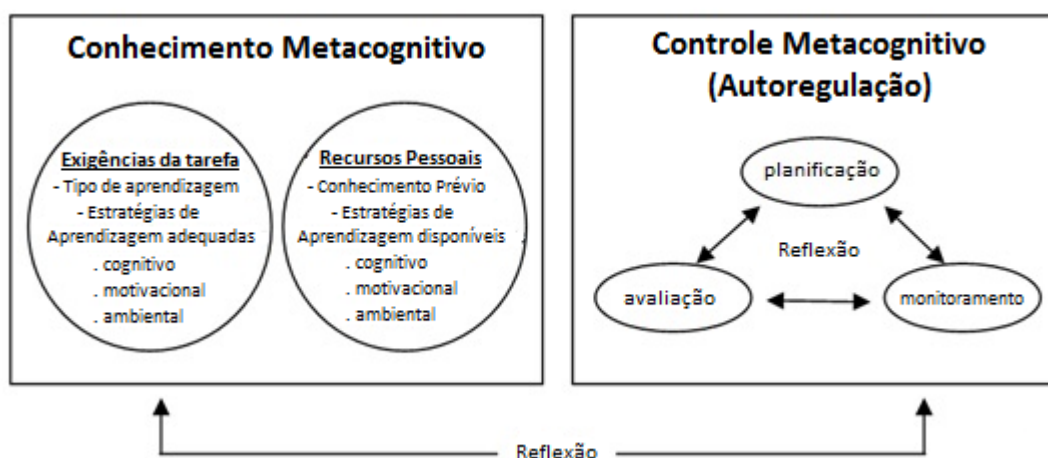 Conhecimento Metacognitivo
Exigências da tarefa
- Tipo de aprendizagem
- Estratégias de
Aprendizagem adequadas
. cognitivo
. motivacional
. ambiental
Recursos Pessoais
- Conhecimento Prévio
- Estratégias de
Aprendizagem disponíveis
. cognitivo
. motivacional
. ambiental
Controle Metacognitivo
(Autoregulação)
planificação
Reflexão
avaliação
monitoramento
Reflexão